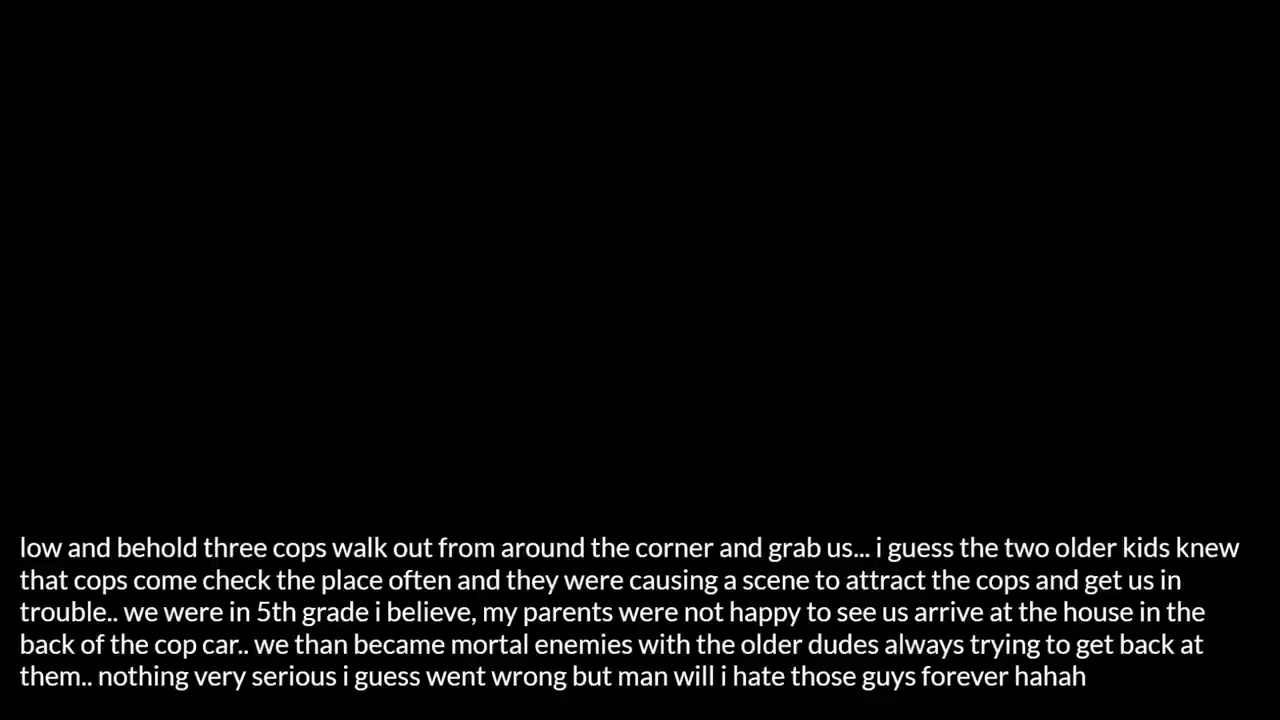 low and behold three cops walk out from around the corner and grab us... i guess the two older kids knew
that cops come check the place often and they were causing a scene to attract the cops and get us in
trouble.. we were in 5th grade i believe, my parents were not happy to see us arrive at the house in the
back of the cop car.. we than became mortal enemies with the older dudes always trying to get back at
them.. nothing very serious i guess went wrong but man will i hate those guys forever hahah